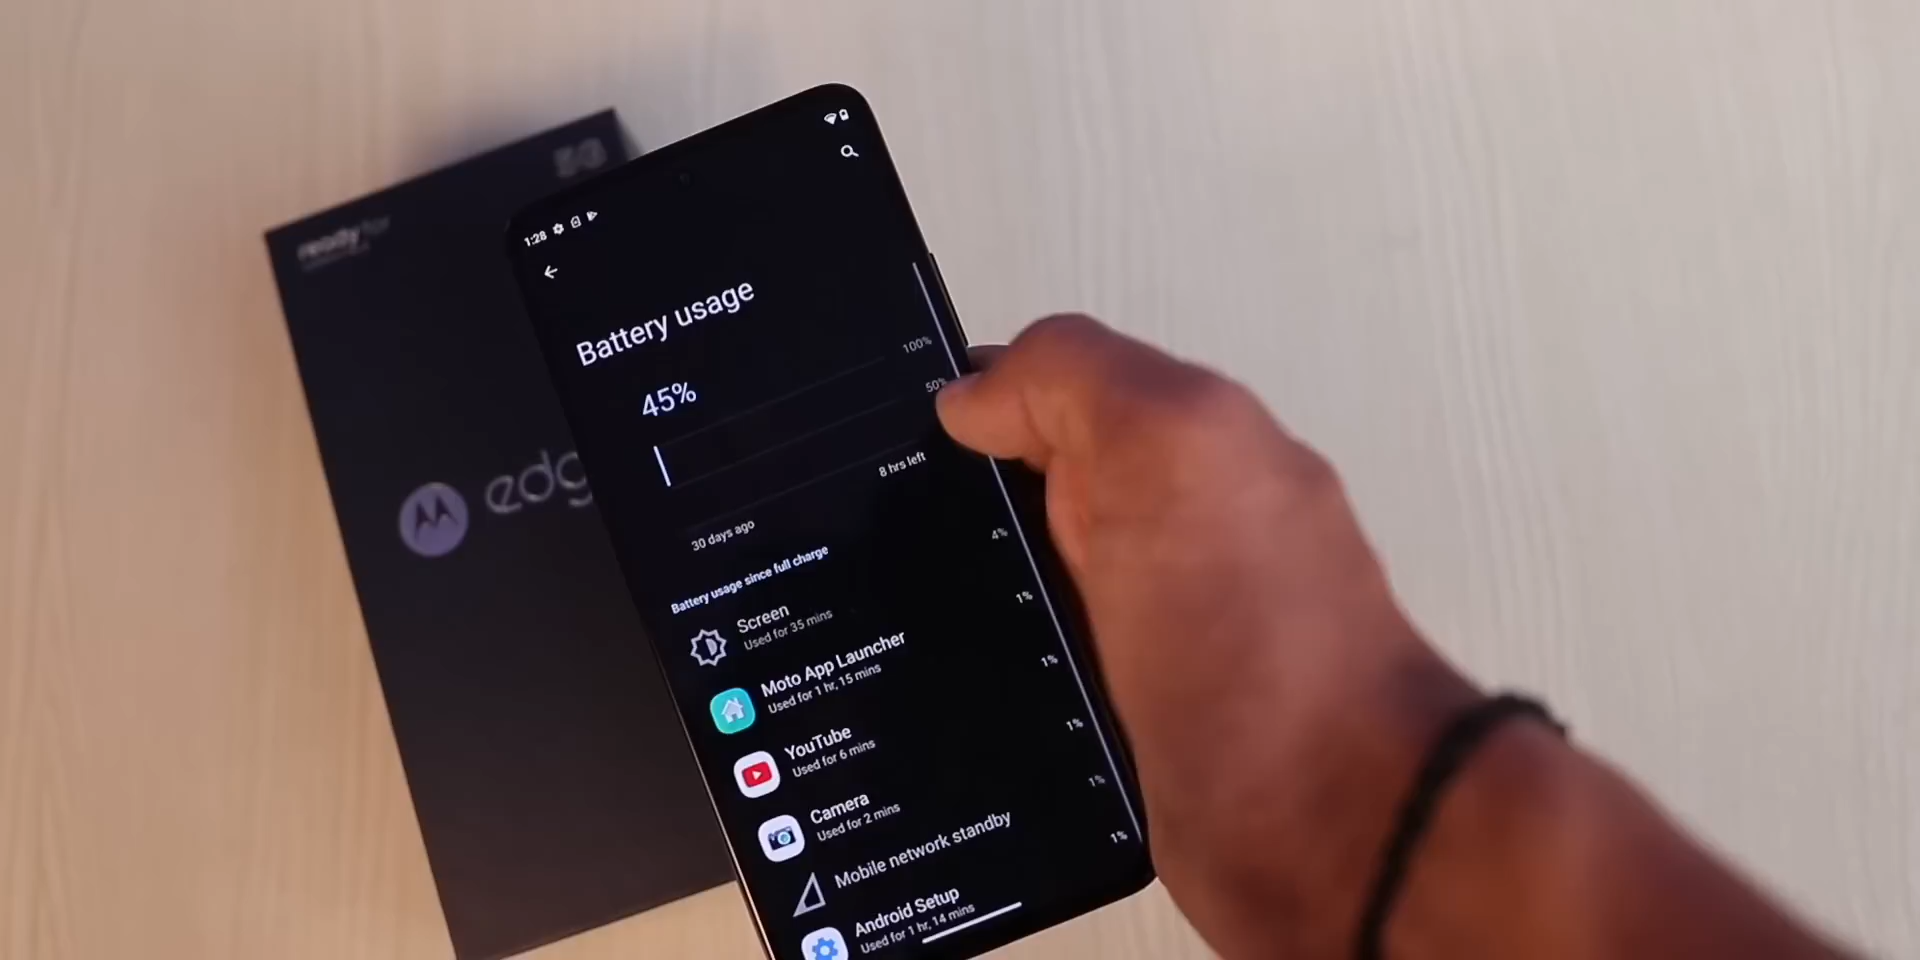 5G
ready for
edg
1:28
Battery usage
45%
100%
50%
8 hrs left
30 days ago
Battery usage since full charge
Screen
4%
Used for 35 mins
Moto App Launcher
1%
Used for 1 hr, 15 mins
YouTube
1%
Used for 6 mins
Camera
1%
Used for 2 mins
Mobile network standby
1%
Android Setup
1%
Used for 1 hr, 14 mins